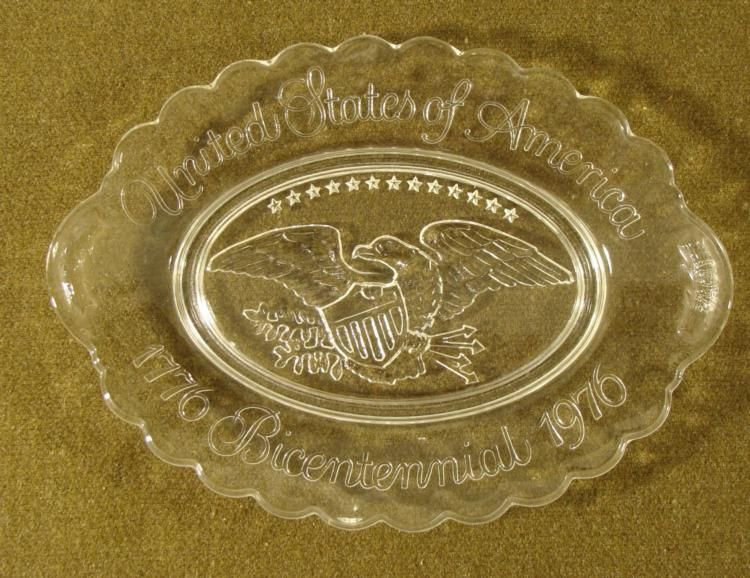 United States of America
1776 Bicentennial 1976